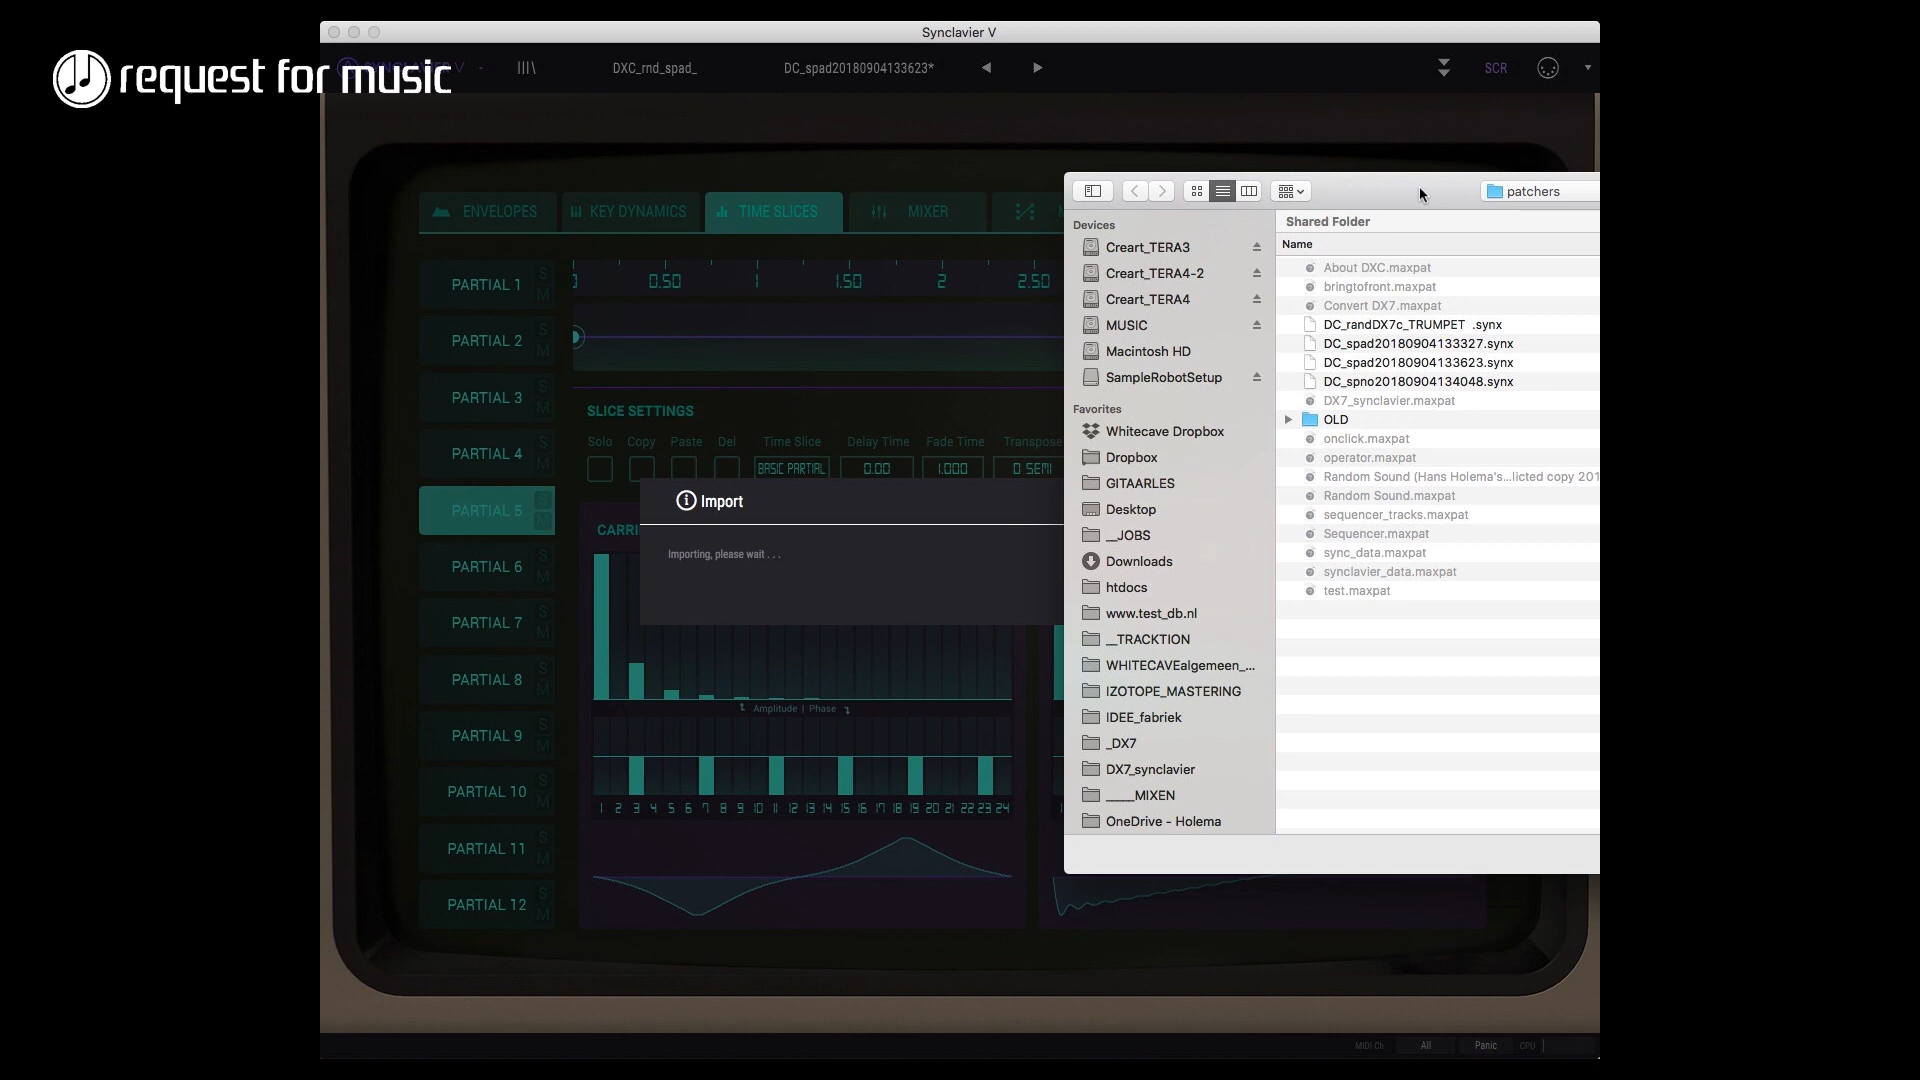 Synclavier V
request for music
DXC_rnd_spad_
DC_spad20180904133623*
SCR
ENVELOPES
KEY DYNAMICS
TIME SLICES
MIXER
PARTIAL 1
PARTIAL 2
PARTIAL 3
PARTIAL 4
PARTIAL 5
PARTIAL 6
PARTIAL 7
PARTIAL 8
PARTIAL 9
PARTIAL 10
PARTIAL 11
PARTIAL 12
0 0.50 1 1.50 2 2.50
SLICE SETTINGS
Solo Copy Paste Del Time Slice Delay Time Fade Time Transpose
BASIC PARTIAL 0.00 1.000 0 SEMI
CARRI
Import
Importing, please wait . . .
Amplitude | Phase
1 2 3 4 5 6 7 8 9 10 11 12 13 14 15 16 17 18 19 20 21 22 23 24
patchers
Devices
Creart_TERA3
Creart_TERA4-2
Creart_TERA4
MUSIC
Macintosh HD
SampleRobotSetup
Favorites
Whitecave Dropbox
Dropbox
GITAARLES
Desktop
__JOBS
Downloads
htdocs
www.test_db.nl
__TRACKTION
WHITECAVEalgemeen_...
IZOTOPE_MASTERING
IDEE_fabriek
_DX7
DX7_synclavier
_____MIXEN
OneDrive - Holema
Shared Folder
Name
About DXC.maxpat
bringtofront.maxpat
Convert DX7.maxpat
DC_randDX7c_TRUMPET  .synx
DC_spad20180904133327.synx
DC_spad20180904133623.synx
DC_spno20180904134048.synx
DX7_synclavier.maxpat
OLD
onclick.maxpat
operator.maxpat
Random Sound (Hans Holema's...licted copy 201
Random Sound.maxpat
sequencer_tracks.maxpat
Sequencer.maxpat
sync_data.maxpat
synclavier_data.maxpat
test.maxpat
MIDI Ch All Panic CPU